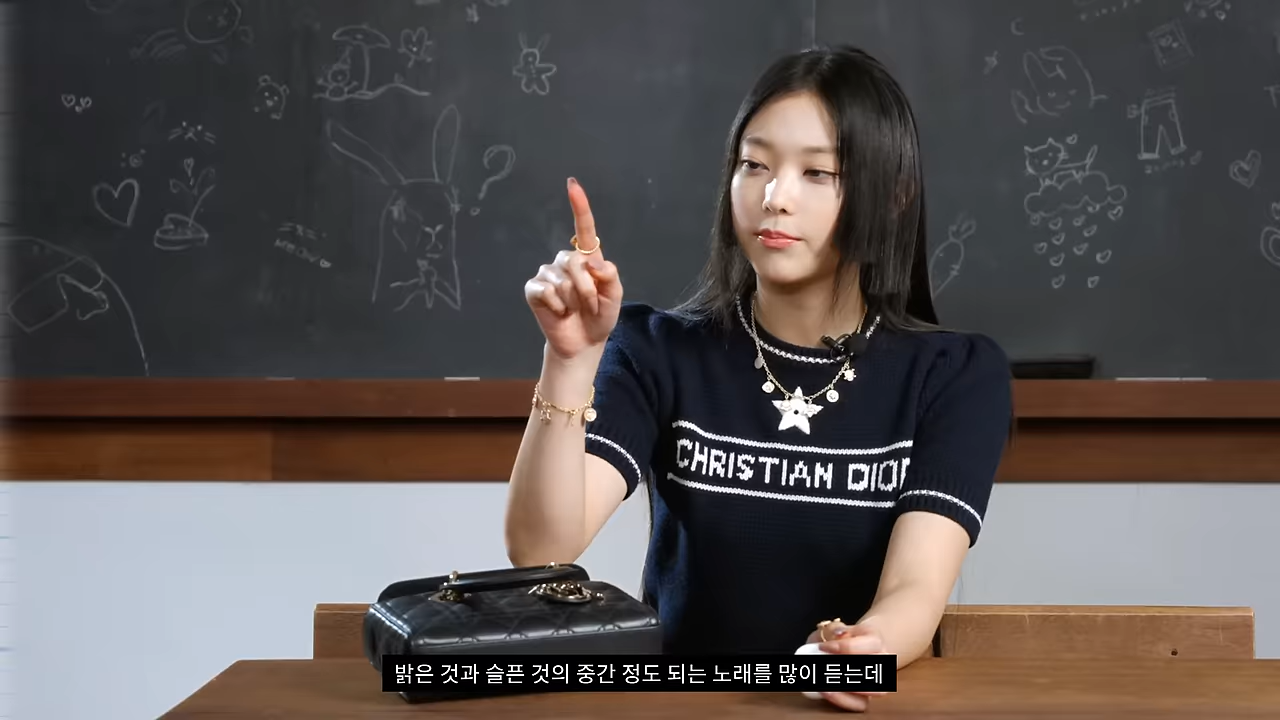 MEOW
?
CHRISTIAN DIOR
밝은 것과 슬픈 것의 중간 정도 되는 노래를 많이 듣는데